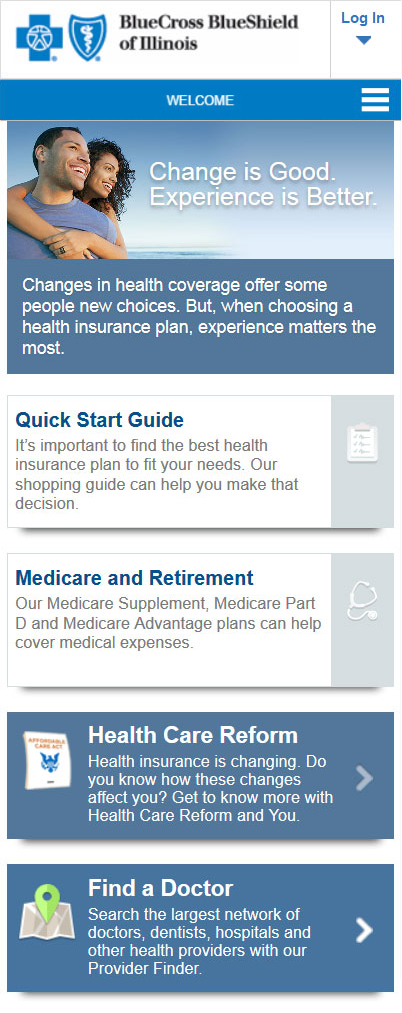 BlueCross BlueShield
of Illinois
Log In
WELCOME
Change is Good.
Experience is Better.
Changes in health coverage offer some
people new choices. But, when choosing a
health insurance plan, experience matters the
most.
Quick Start Guide
It's important to find the best health
insurance plan to fit your needs. Our
shopping guide can help you make that
decision.
Medicare and Retirement
Our Medicare Supplement, Medicare Part
D and Medicare Advantage plans can help
cover medical expenses.
AFFORDABLE
CARE ACT
Health Care Reform
Health insurance is changing. Do
you know how these changes
affect you? Get to know more with
Health Care Reform and You.
Find a Doctor
Search the largest network of
doctors, dentists, hospitals and
other health providers with our
Provider Finder.